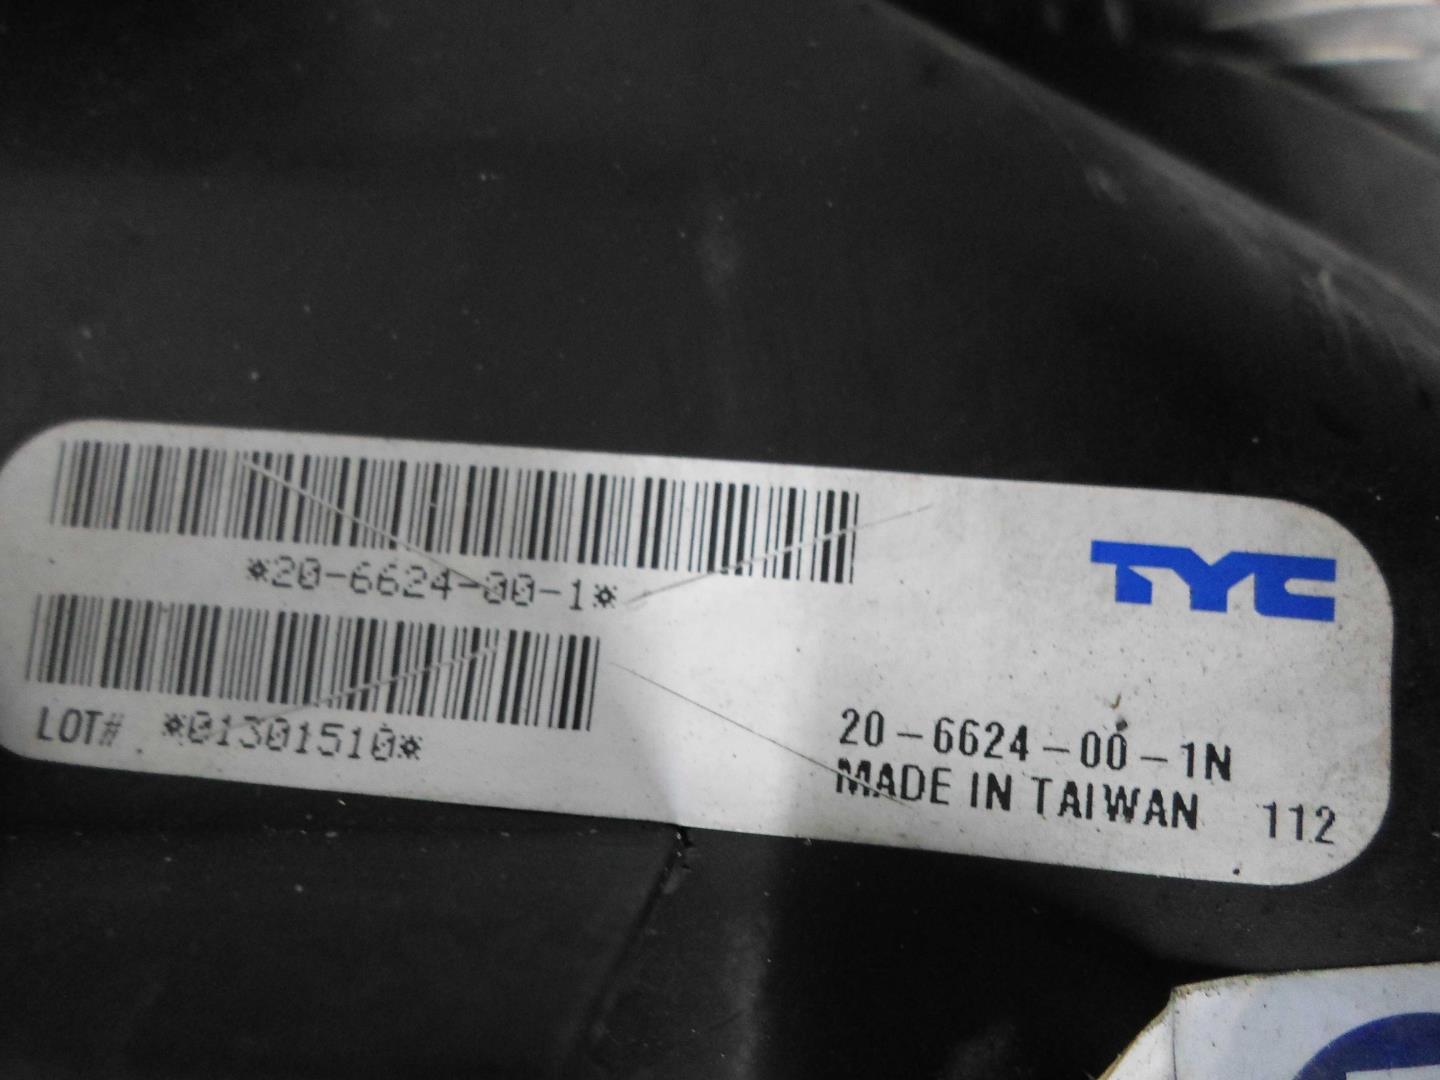 *20-6624-00-1*
LOT# *01301510*
TYC
20-6624-00-1N
MADE IN TAIWAN 112